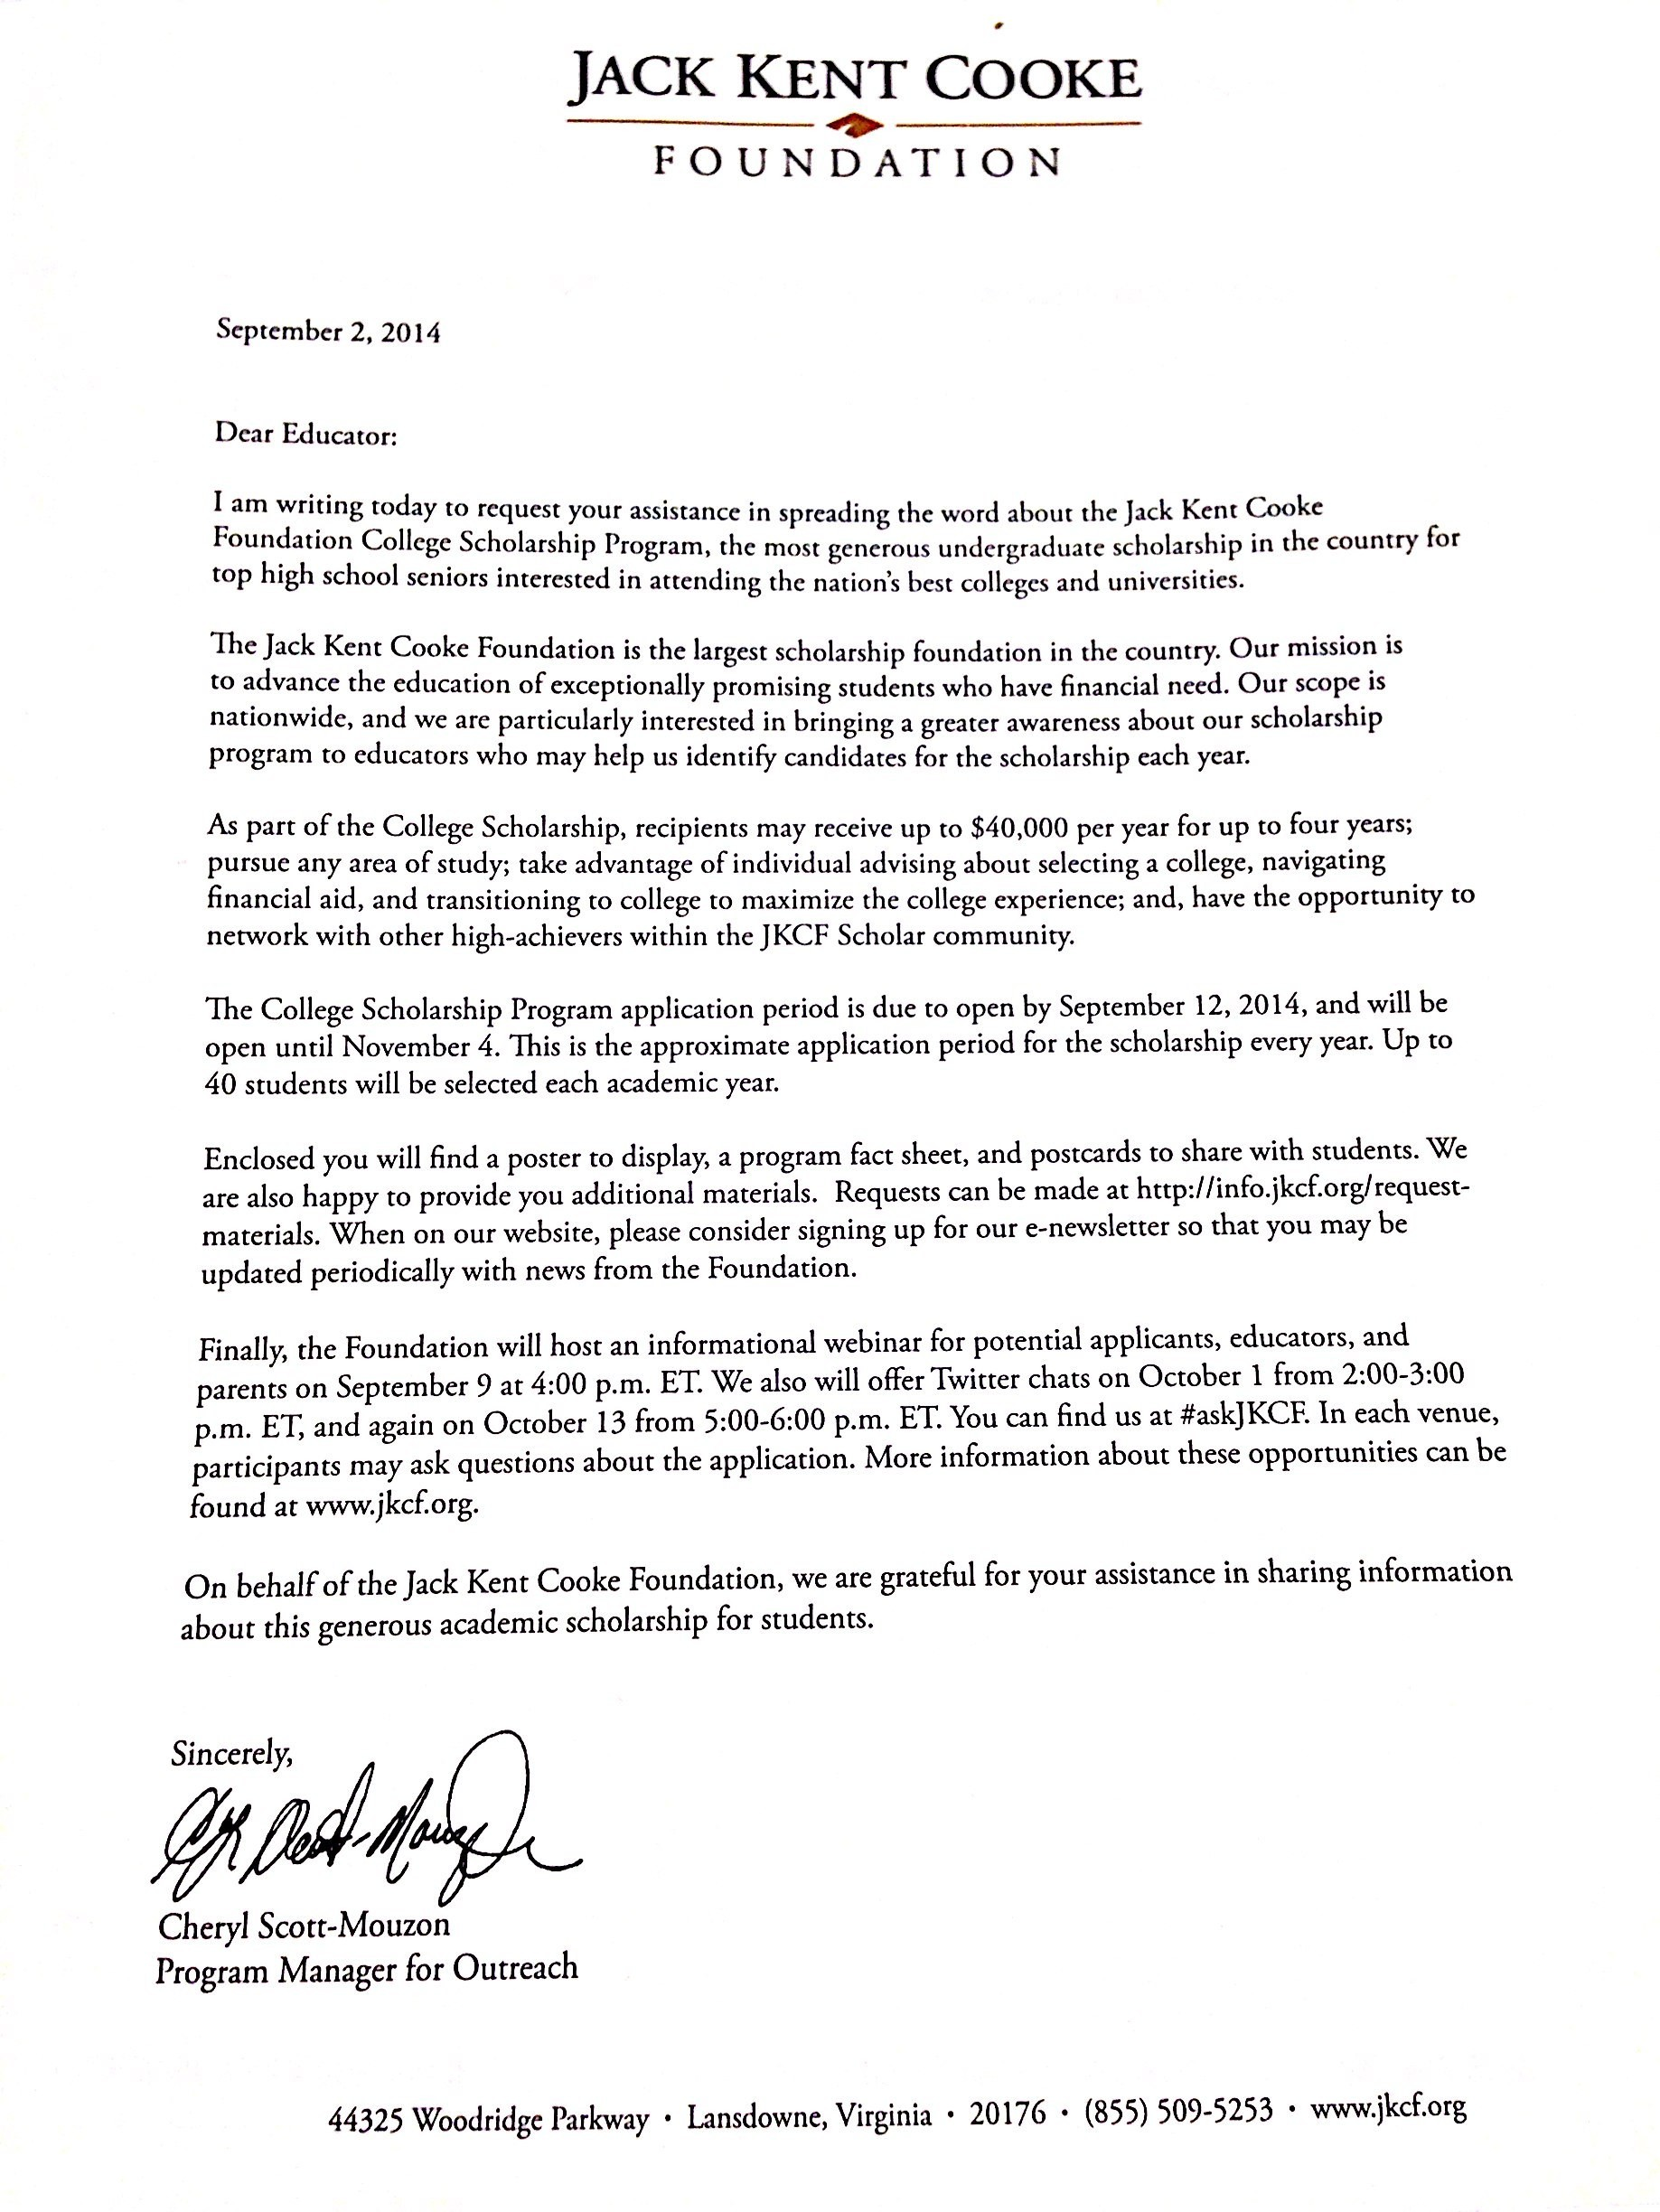 JACK KENT COOKE
FOUNDATION
September 2, 2014
Dear Educator:
I am writing today to request your assistance in spreading the word about the Jack Kent Cooke
Foundation College Scholarship Program, the most generous undergraduate scholarship in the country for
top high school seniors interested in attending the nation's best colleges and universities.
The Jack Kent Cooke Foundation is the largest scholarship foundation in the country. Our mission is
to advance the education of exceptionally promising students who have financial need. Our scope is
nationwide, and we are particularly interested in bringing a greater awareness about our scholarship
program to educators who may help us identify candidates for the scholarship each year.
As part of the College Scholarship, recipients may receive up to $40,000 per year for up to four years;
pursue any area of study; take advantage of individual advising about selecting a college, navigating
financial aid, and transitioning to college to maximize the college experience; and, have the opportunity to
network with other high-achievers within the JKCF Scholar community.
The College Scholarship Program application period is due to open by September 12, 2014, and will be
open until November 4. This is the approximate application period for the scholarship every year. Up to
40 students will be selected each academic year.
Enclosed you will find a poster to display, a program fact sheet, and postcards to share with students. We
are also happy to provide you additional materials.  Requests can be made at http://info.jkcf.org/request-
materials. When on our website, please consider signing up for our e-newsletter so that you may be
updated periodically with news from the Foundation.
Finally, the Foundation will host an informational webinar for potential applicants, educators, and
parents on September 9 at 4:00 p.m. ET. We also will offer Twitter chats on October 1 from 2:00-3:00
p.m. ET, and again on October 13 from 5:00-6:00 p.m. ET. You can find us at #askJKCF. In each venue,
participants may ask questions about the application. More information about these opportunities can be
found at www.jkcf.org.
On behalf of the Jack Kent Cooke Foundation, we are grateful for your assistance in sharing information
about this generous academic scholarship for students.
Sincerely,
Cheryl Scott-Mouzon
Program Manager for Outreach
44325 Woodridge Parkway • Lansdowne, Virginia • 20176 • (855) 509-5253 • www.jkcf.org